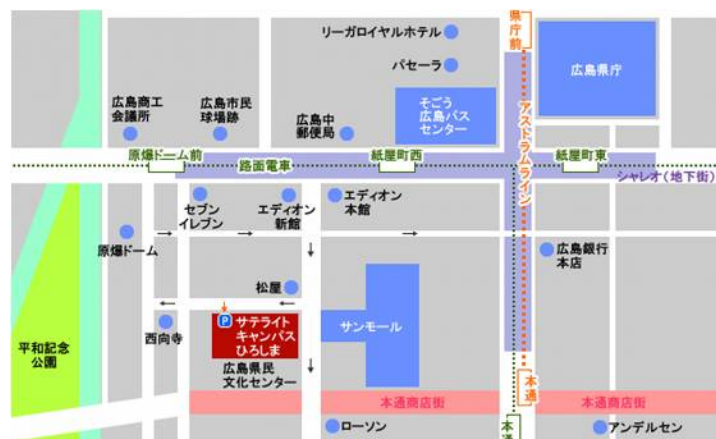 リーガロイヤルホテル
県庁前
パセーラ
広島県庁
広島商工
会議所
広島市民
球場跡
広島中
郵便局
そごう
広島バス
センター
アストラムライン
原爆ドーム前
路面電車
紙屋町西
紙屋町東
シャレオ(地下街)
セブン
イレブン
エディオン
新館
エディオン
本館
原爆ドーム
広島銀行
本店
松屋
P
サテライト
キャンパス
ひろしま
サンモール
西向寺
平和記念
公園
広島県民
文化センター
本通
本通商店街
本通商店街
ローソン
本通
アンデルセン